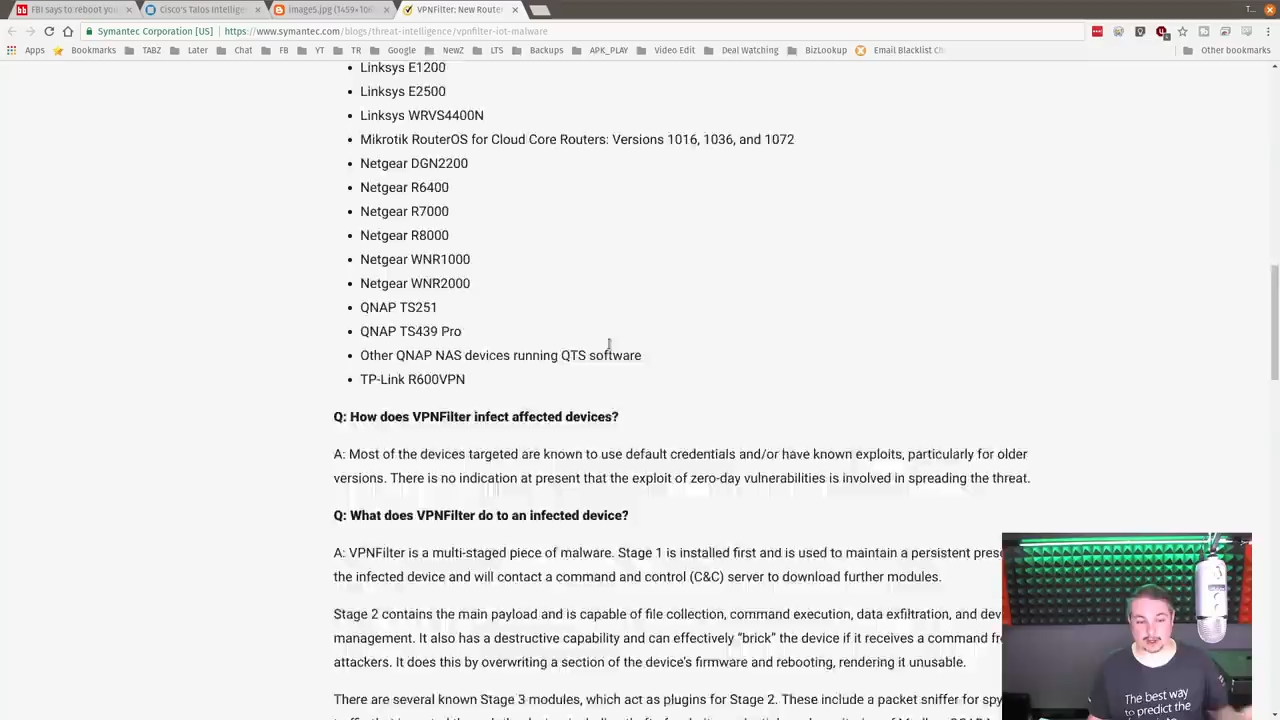 FBI says to reboot you
Cisco's Talos Intellige
image5.jpg (1459×10
VPNFilter: New Router
Symantec Corporation [US] https://www.symantec.com/blogs/threat-intelligence/vpnfilter-iot-malware
Apps Bookmarks TABZ Later Chat FB YT TR Google NewZ LTS Backups APK_PLAY Video Edit Deal Watching BizLookup Email Blacklist Other bookmarks
• Linksys E1200
• Linksys E2500
• Linksys WRVS4400N
• Mikrotik RouterOS for Cloud Core Routers: Versions 1016, 1036, and 1072
• Netgear DGN2200
• Netgear R6400
• Netgear R7000
• Netgear R8000
• Netgear WNR1000
• Netgear WNR2000
• QNAP TS251
• QNAP TS439 Pro
• Other QNAP NAS devices running QTS software
• TP-Link R600VPN
Q: How does VPNFilter infect affected devices?
A: Most of the devices targeted are known to use default credentials and/or have known exploits, particularly for older
versions. There is no indication at present that the exploit of zero-day vulnerabilities is involved in spreading the threat.
Q: What does VPNFilter do to an infected device?
A: VPNFilter is a multi-staged piece of malware. Stage 1 is installed first and is used to maintain a persistent pres
the infected device and will contact a command and control (C&C) server to download further modules.
Stage 2 contains the main payload and is capable of file collection, command execution, data exfiltration, and dev
management. It also has a destructive capability and can effectively “brick” the device if it receives a command fr
attackers. It does this by overwriting a section of the device's firmware and rebooting, rendering it unusable.
There are several known Stage 3 modules, which act as plugins for Stage 2. These include a packet sniffer for spy
The best way
to predict the